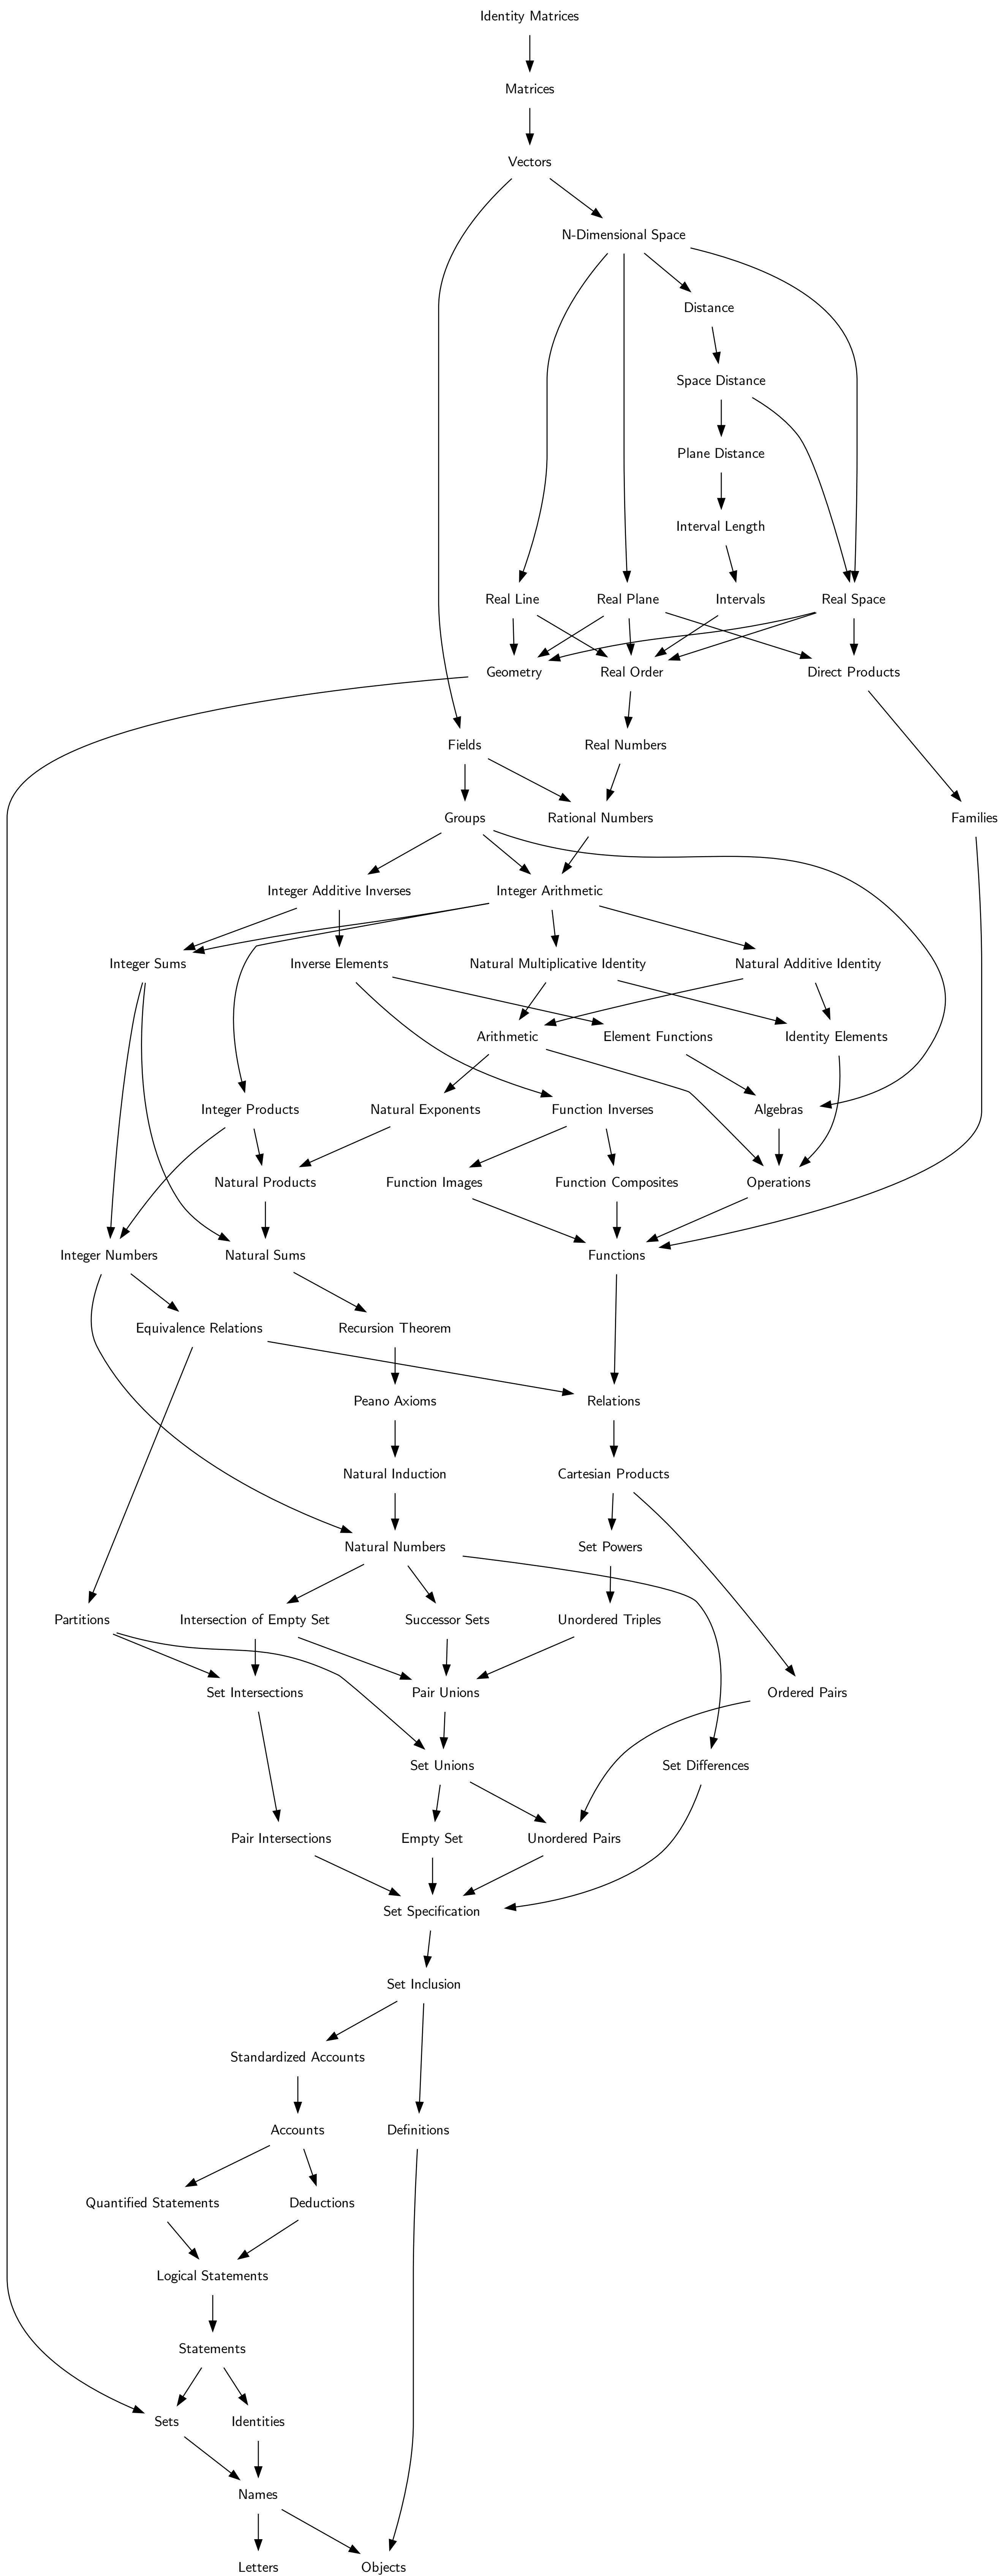 Identity Matrices
Matrices
Vectors
N-Dimensional Space
Distance
Space Distance
Plane Distance
Interval Length
Real Line
Real Plane
Intervals
Real Space
Geometry
Real Order
Direct Products
Fields
Real Numbers
Groups
Rational Numbers
Families
Integer Additive Inverses
Integer Arithmetic
Integer Sums
Inverse Elements
Natural Multiplicative Identity
Natural Additive Identity
Arithmetic
Element Functions
Identity Elements
Integer Products
Natural Exponents
Function Inverses
Algebras
Natural Products
Function Images
Function Composites
Operations
Integer Numbers
Natural Sums
Functions
Equivalence Relations
Recursion Theorem
Peano Axioms
Relations
Natural Induction
Cartesian Products
Natural Numbers
Set Powers
Partitions
Intersection of Empty Set
Successor Sets
Unordered Triples
Set Intersections
Pair Unions
Ordered Pairs
Set Unions
Set Differences
Pair Intersections
Empty Set
Unordered Pairs
Set Specification
Set Inclusion
Standardized Accounts
Accounts
Definitions
Quantified Statements
Deductions
Logical Statements
Statements
Sets
Identities
Names
Letters
Objects